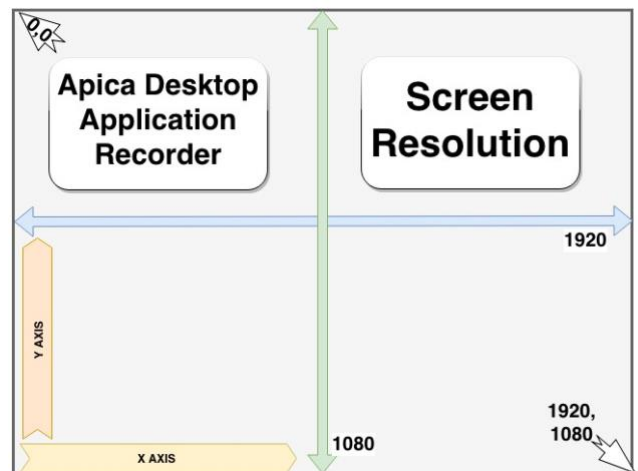 0,0
Apica Desktop
Application
Recorder
Screen
Resolution
1920
Y AXIS
X AXIS
1080
1920,
1080